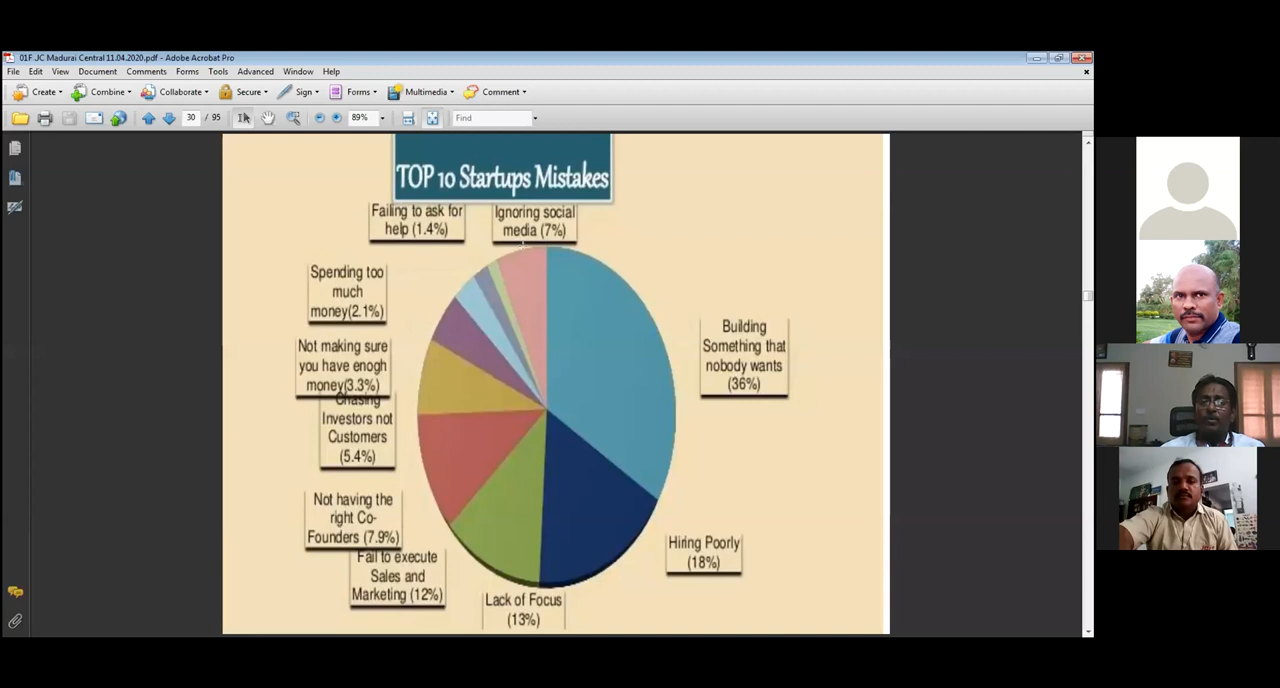 01F JC Madurai Central 11.04.2020.pdf - Adobe Acrobat Pro
File Edit View Document Comments Forms Tools Advanced Window Help
Create Combine Collaborate Secure Sign Forms Multimedia Comment
30 / 95 89% Find
TOP 10 Startups Mistakes
Failing to ask for
help (1.4%)
Ignoring social
media (7%)
Spending too
much
money(2.1%)
Building
Something that
nobody wants
(36%)
Not making sure
you have enogh
money(3.3%)
Chasing
Investors not
Customers
(5.4%)
Not having the
right Co-
Founders (7.9%)
Hiring Poorly
(18%)
Fail to execute
Sales and
Marketing (12%)
Lack of Focus
(13%)